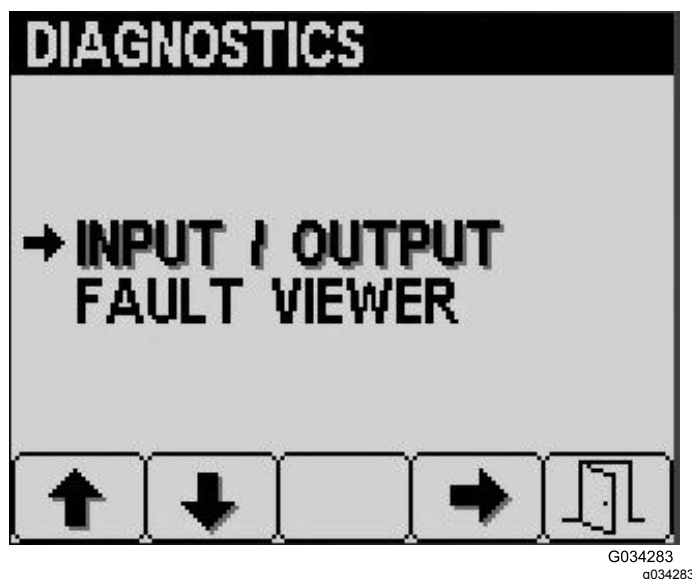 DIAGNOSTICS
INPUT / OUTPUT
FAULT VIEWER
G034283
g034283